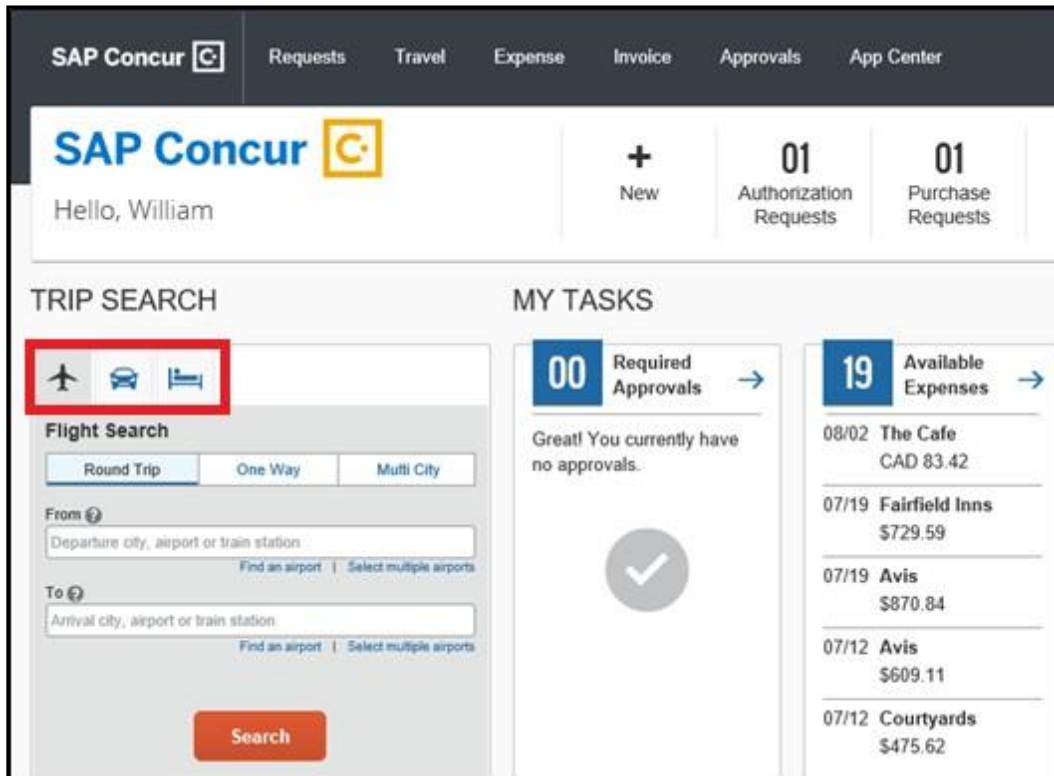 SAP Concur C Requests Travel Expense Invoice Approvals App Center
SAP Concur C
Hello, William
+
New
01
Authorization
Requests
01
Purchase
Requests
TRIP SEARCH
Flight Search
Round Trip One Way Multi City
From ?
Departure city, airport or train station
Find an airport | Select multiple airports
To ?
Arrival city, airport or train station
Find an airport | Select multiple airports
Search
MY TASKS
00 Required
Approvals →
Great! You currently have
no approvals.
19 Available
Expenses →
08/02 The Cafe
CAD 83.42
07/19 Fairfield Inns
$729.59
07/19 Avis
$870.84
07/12 Avis
$609.11
07/12 Courtyards
$475.62